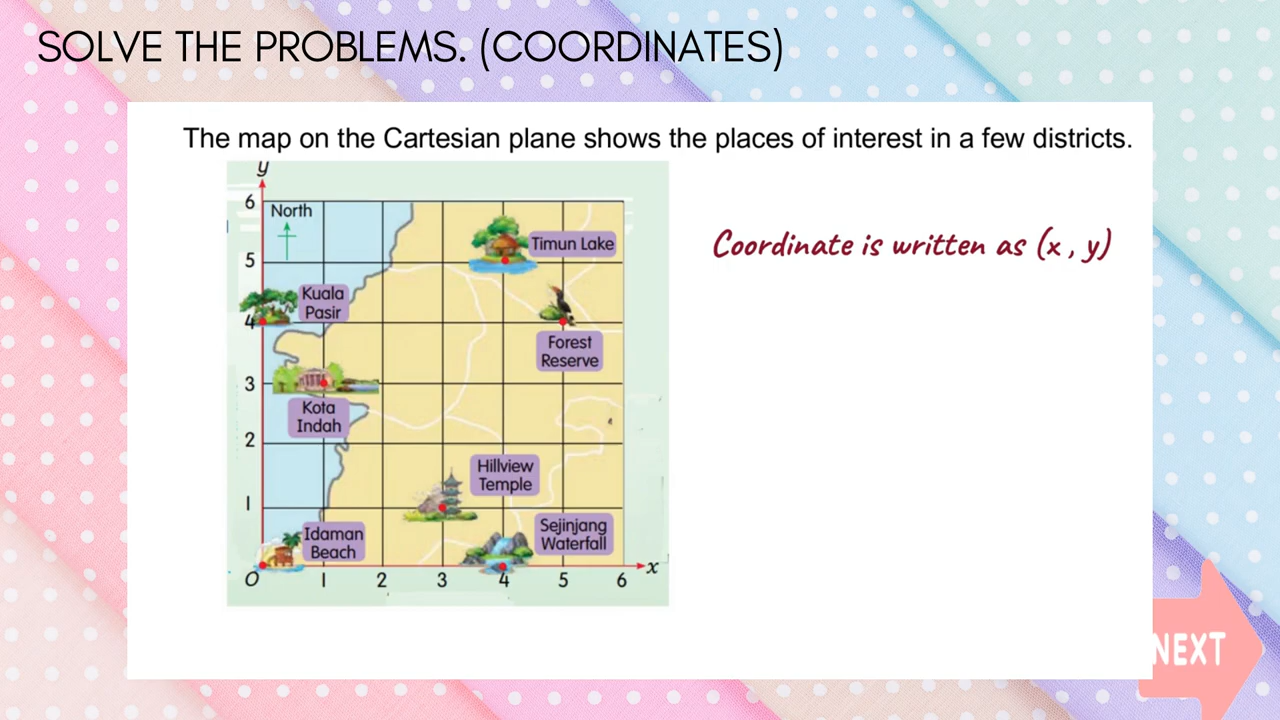 SOLVE THE PROBLEMS. (COORDINATES)
The map on the Cartesian plane shows the places of interest in a few districts.
y
6
North
Timun Lake
Coordinate is written as (x , y)
5
Kuala
Pasir
4
Forest
Reserve
3
Kota
Indah
2
Hillview
Temple
1
Sejinjang
Waterfall
Idaman
Beach
x
O 1 2 3 4 5 6
NEXT